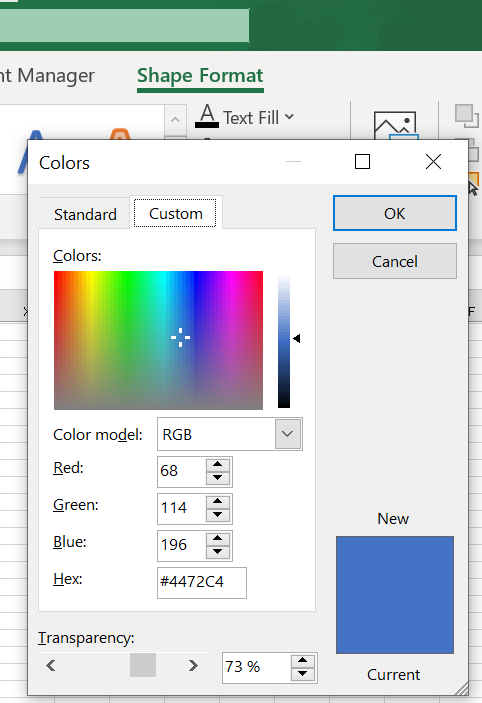 nt Manager
Shape Format
A
A
A
Text Fill
Colors
Standard
Custom
OK
Cancel
Colors:
Color model:
RGB
Red:
68
Green:
114
Blue:
196
Hex:
#4472C4
New
Current
Transparency:
73 %
F